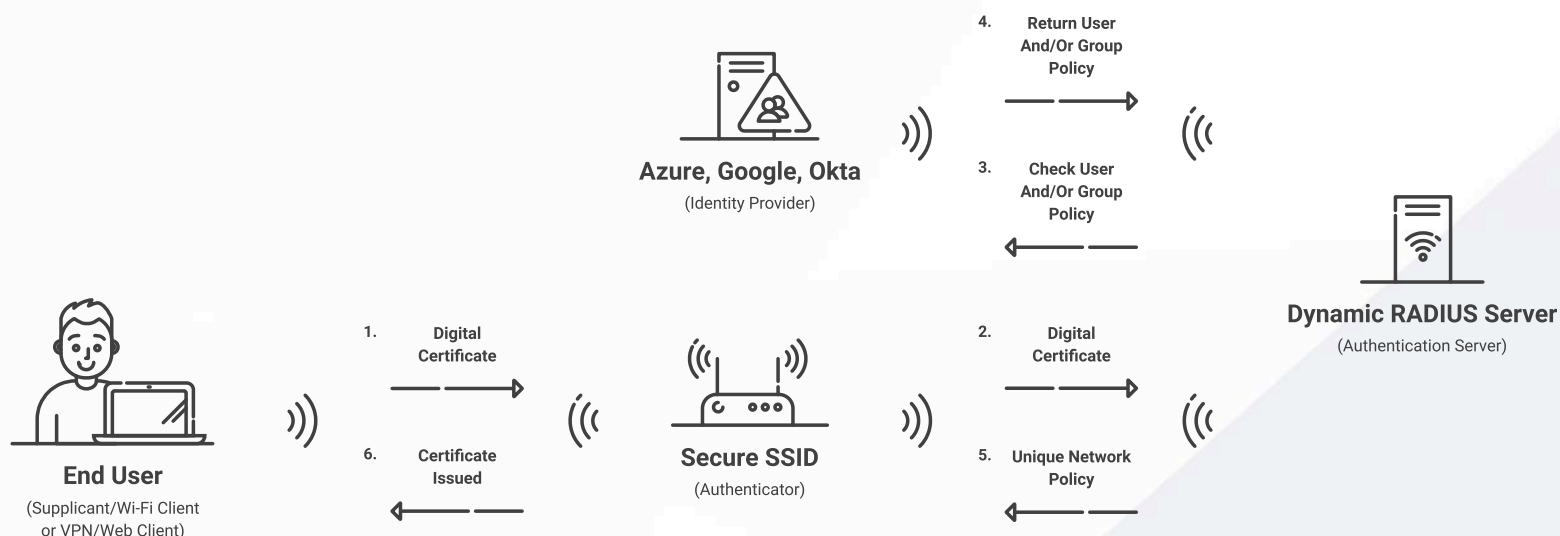 4. Return User
And/Or Group
Policy
Azure, Google, Okta
(Identity Provider)
3. Check User
And/Or Group
Policy
Dynamic RADIUS Server
(Authentication Server)
1. Digital
Certificate
2. Digital
Certificate
6. Certificate
Issued
5. Unique Network
Policy
End User
(Supplicant/Wi-Fi Client
or VPN/Web Client)
Secure SSID
(Authenticator)